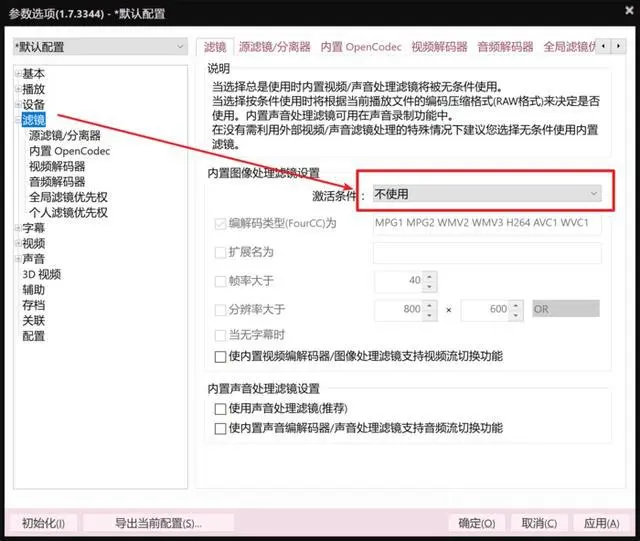 参数选项(1.7.3344) - *默认配置
*默认配置
基本
播放
设备
滤镜
源滤镜/分离器
内置 OpenCodec
视频解码器
音频解码器
全局滤镜优先权
个人滤镜优先权
字幕
视频
声音
3D 视频
辅助
存档
关联
配置
滤镜 源滤镜/分离器 内置 OpenCodec 视频解码器 音频解码器 全局滤镜优
说明
当选择总是使用时内置视频/声音处理滤镜将被无条件使用。
当选择按条件使用时将根据当前播放文件的编码压缩格式(RAW格式)来决定是否
使用。内置声音处理滤镜可用在声音录制功能中。
在没有需利用外部视频/声音滤镜处理的特殊情况下建议您选择无条件使用内置
滤镜。
内置图像处理滤镜设置
激活条件： 不使用
编解码类型(FourCC)为 MPG1 MPG2 WMV2 WMV3 H264 AVC1 WVC1
扩展名为
帧率大于 40
分辨率大于 800 × 600 OR
当无字幕时
使内置视频编解码器/图像处理滤镜支持视频流切换功能
内置声音处理滤镜设置
使用声音处理滤镜(推荐)
使内置声音编解码器/声音处理滤镜支持音频流切换功能
初始化(I) 导出当前配置(S)... 确定(O) 取消(C) 应用(A)